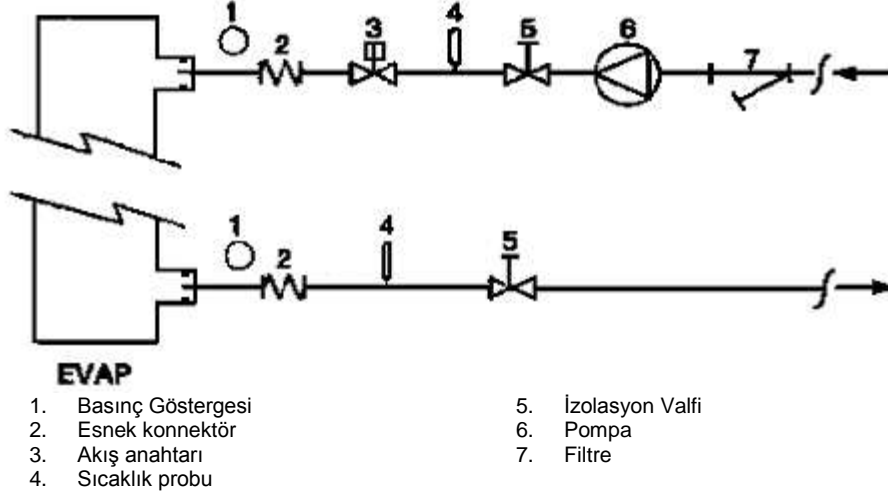 1 2 3 4 5 6 7
1 2 4 5
EVAP
1. Basınç Göstergesi
2. Esnek konnektör
3. Akış anahtarı
4. Sıcaklık probu
5. İzolasyon Valfi
6. Pompa
7. Filtre